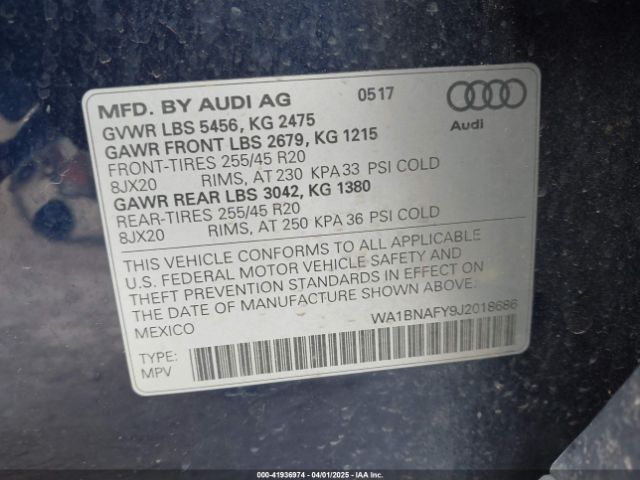 MFD. BY AUDI AG 0517
Audi
GVWR LBS 5456, KG 2475
GAWR FRONT LBS 2679, KG 1215
FRONT-TIRES 255/45 R20
8JX20 RIMS, AT 230 KPA 33 PSI COLD
GAWR REAR LBS 3042, KG 1380
REAR-TIRES 255/45 R20
8JX20 RIMS, AT 250 KPA 36 PSI COLD
THIS VEHICLE CONFORMS TO ALL APPLICABLE
U.S. FEDERAL MOTOR VEHICLE SAFETY AND
THEFT PREVENTION STANDARDS IN EFFECT ON
THE DATE OF MANUFACTURE SHOWN ABOVE.
MEXICO
WA1BNAFY9J2018686
TYPE:
MPV
00-41936974 | 04/01/2025 - IAA Inc.